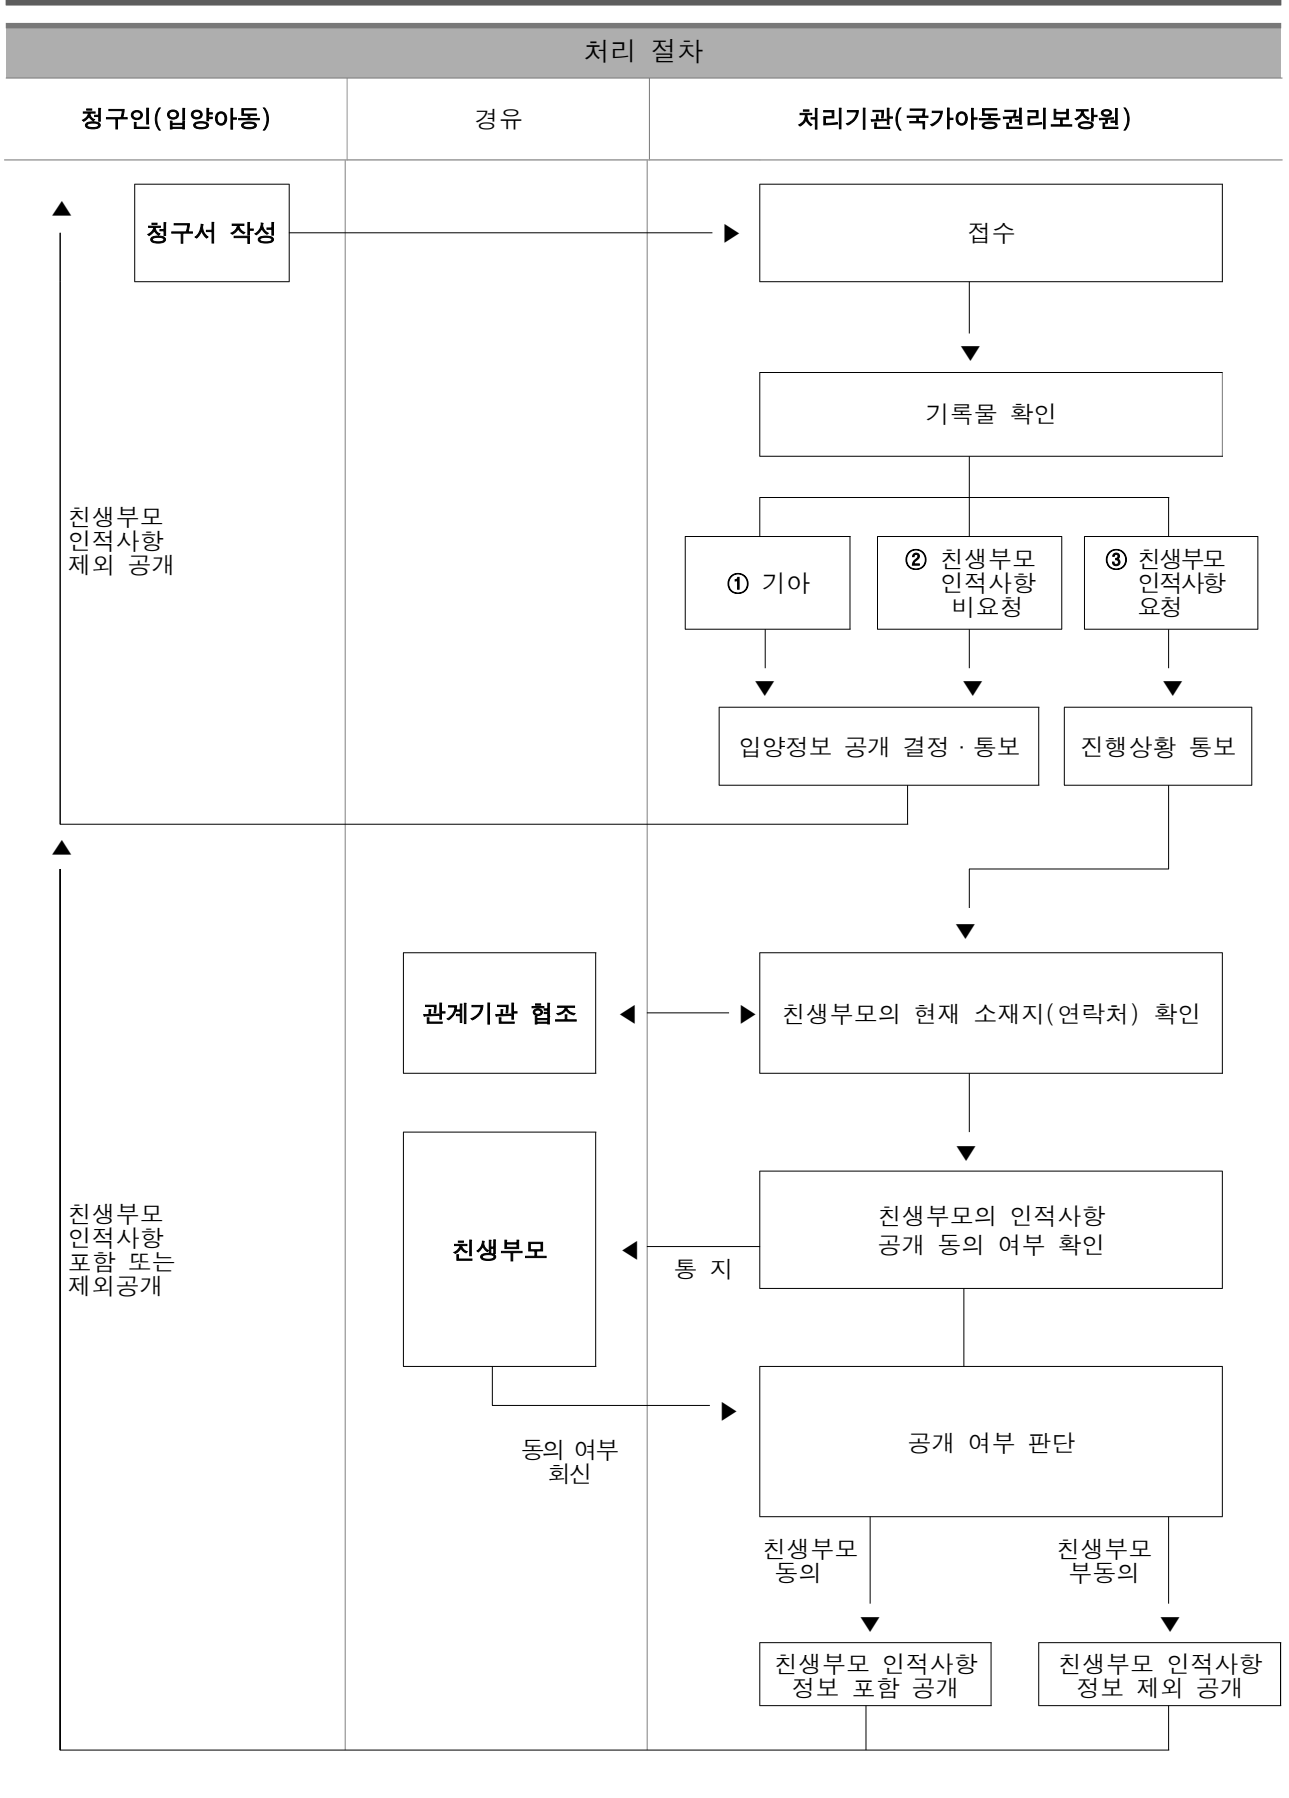 처리 절차
청구인(입양아동)
경유
처리기관(국가아동권리보장원)
청구서 작성
접수
기록물 확인
친생부모
인적사항
제외 공개
① 기아
② 친생부모
인적사항
비요청
③ 친생부모
인적사항
요청
입양정보 공개 결정·통보
진행상황 통보
관계기관 협조
친생부모의 현재 소재지(연락처) 확인
친생부모
인적사항
포함 또는
제외공개
친생부모
통 지
친생부모의 인적사항
공개 동의 여부 확인
동의 여부
회신
공개 여부 판단
친생부모
동의
친생부모
부동의
친생부모 인적사항
정보 포함 공개
친생부모 인적사항
정보 제외 공개